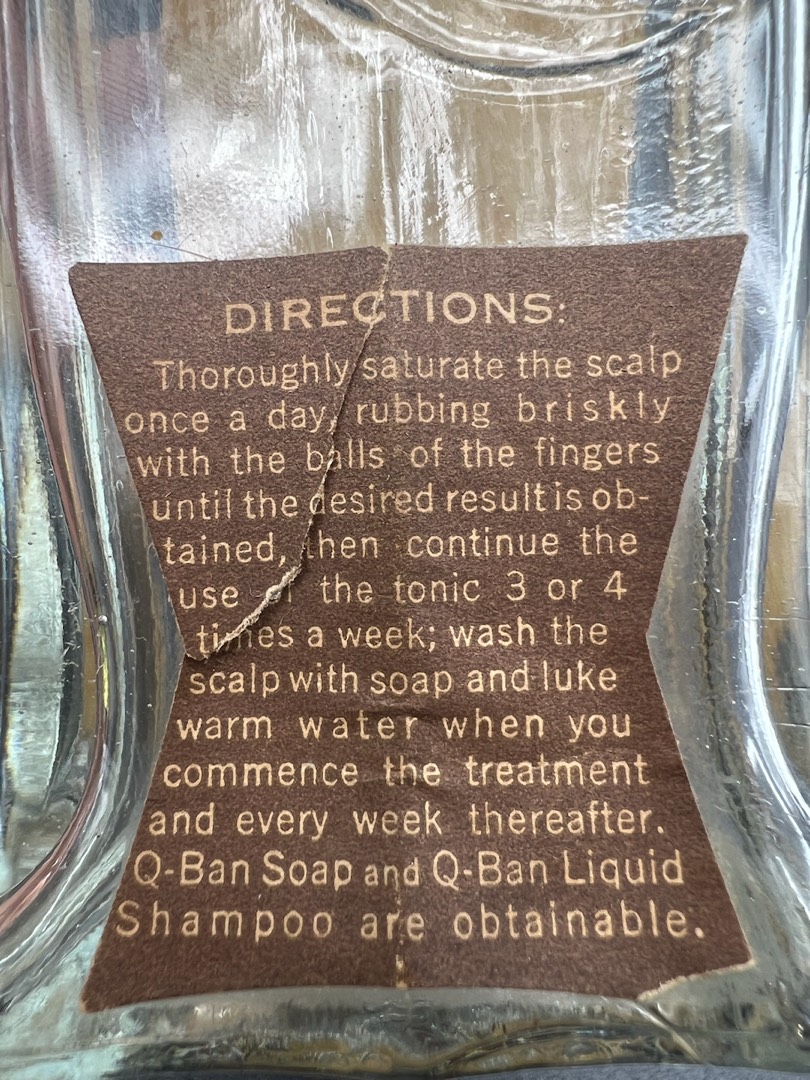 DIRECTIONS:
Thoroughly saturate the scalp
once a day, rubbing briskly
with the balls of the fingers
until the desired result is ob-
tained, then continue the
use of the tonic 3 or 4
times a week; wash the
scalp with soap and luke
warm water when you
commence the treatment
and every week thereafter.
Q-Ban Soap and Q-Ban Liquid
Shampoo are obtainable.